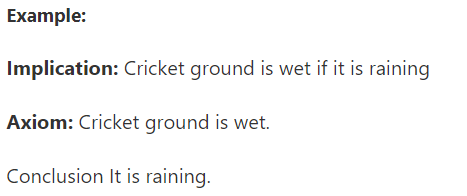 Example:
Implication: Cricket ground is wet if it is raining
Axiom: Cricket ground is wet.
Conclusion It is raining.